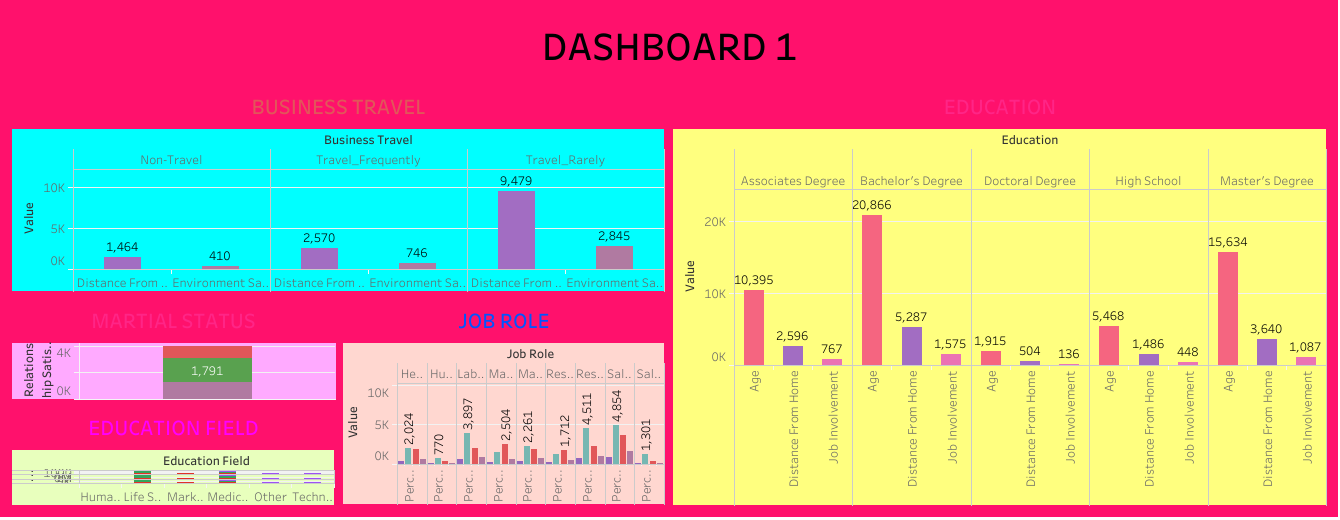 DASHBOARD 1
BUSINESS TRAVEL
Business Travel
Non-Travel Travel_Frequently Travel_Rarely
Value
10K
5K
0K
1,464 410 2,570 746 9,479 2,845
Distance From .. Environment Sa.. Distance From .. Environment Sa.. Distance From .. Environment Sa..
EDUCATION
Education
Associates Degree Bachelor's Degree Doctoral Degree High School Master's Degree
Value
20K
10K
0K
10,395 2,596 767 20,866 5,287 1,575 1,915 504 136 5,468 1,486 448 15,634 3,640 1,087
Age Distance From Home Job Involvement Age Distance From Home Job Involvement Age Distance From Home Job Involvement Age Distance From Home Job Involvement Age Distance From Home Job Involvement
MARTIAL STATUS
Relations
hip Satis..
4K
0K
1,791
JOB ROLE
Job Role
He.. Hu.. Lab.. Ma.. Ma.. Res.. Res.. Sal.. Sal..
Value
10K
5K
0K
2,024 770 3,897 2,504 2,261 1,712 4,511 4,854 1,301
Perc.. Perc.. Perc.. Perc.. Perc.. Perc.. Perc.. Perc.. Perc..
EDUCATION FIELD
Education Field
1000
Huma.. Life S.. Mark.. Medic.. Other Techn..